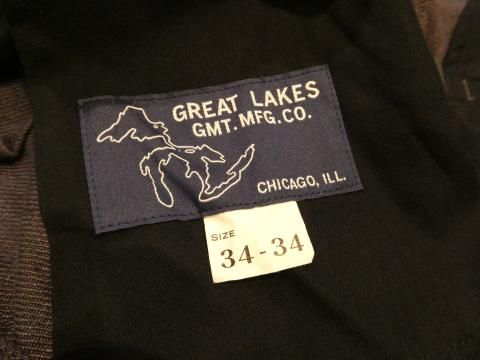 GREAT LAKES
GMT. MFG. CO.
CHICAGO, ILL.
SIZE
34-34